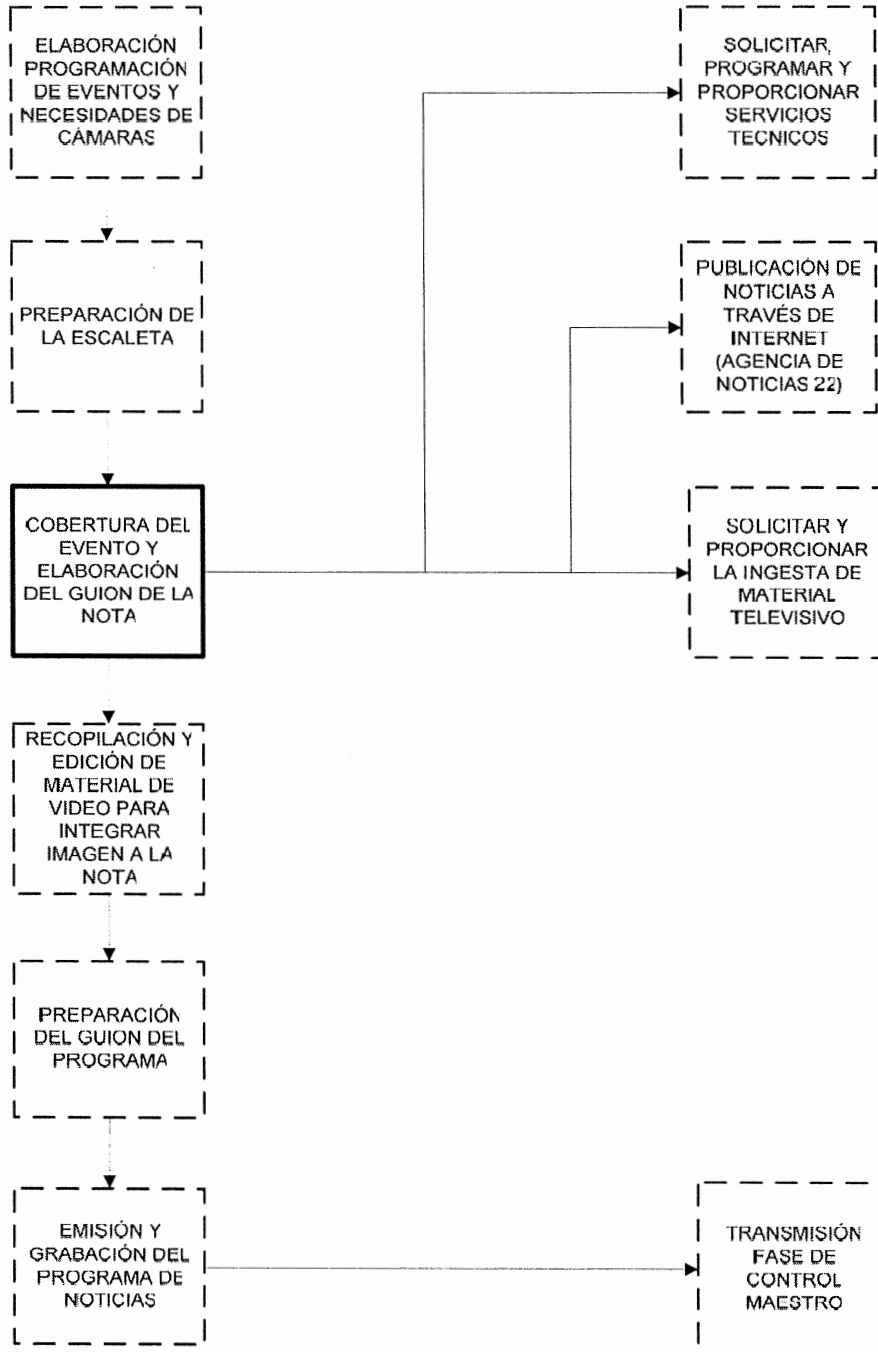 ELABORACIÓN
PROGRAMACIÓN
DE EVENTOS Y
NECESIDADES DE
CÁMARAS
SOLICITAR,
PROGRAMAR Y
PROPORCIONAR
SERVICIOS
TECNICOS
PREPARACIÓN DE
LA ESCALETA
PUBLICACIÓN DE
NOTICIAS A
TRAVÉS DE
INTERNET
(AGENCIA DE
NOTICIAS 22)
COBERTURA DEL
EVENTO Y
ELABORACIÓN
DEL GUION DE LA
NOTA
SOLICITAR Y
PROPORCIONAR
LA INGESTA DE
MATERIAL
TELEVISIVO
RECOPILACIÓN Y
EDICIÓN DE
MATERIAL DE
VIDEO PARA
INTEGRAR
IMAGEN A LA
NOTA
PREPARACIÓN
DEL GUION DEL
PROGRAMA
EMISIÓN Y
GRABACIÓN DEL
PROGRAMA DE
NOTICIAS
TRANSMISIÓN
FASE DE
CONTROL
MAESTRO